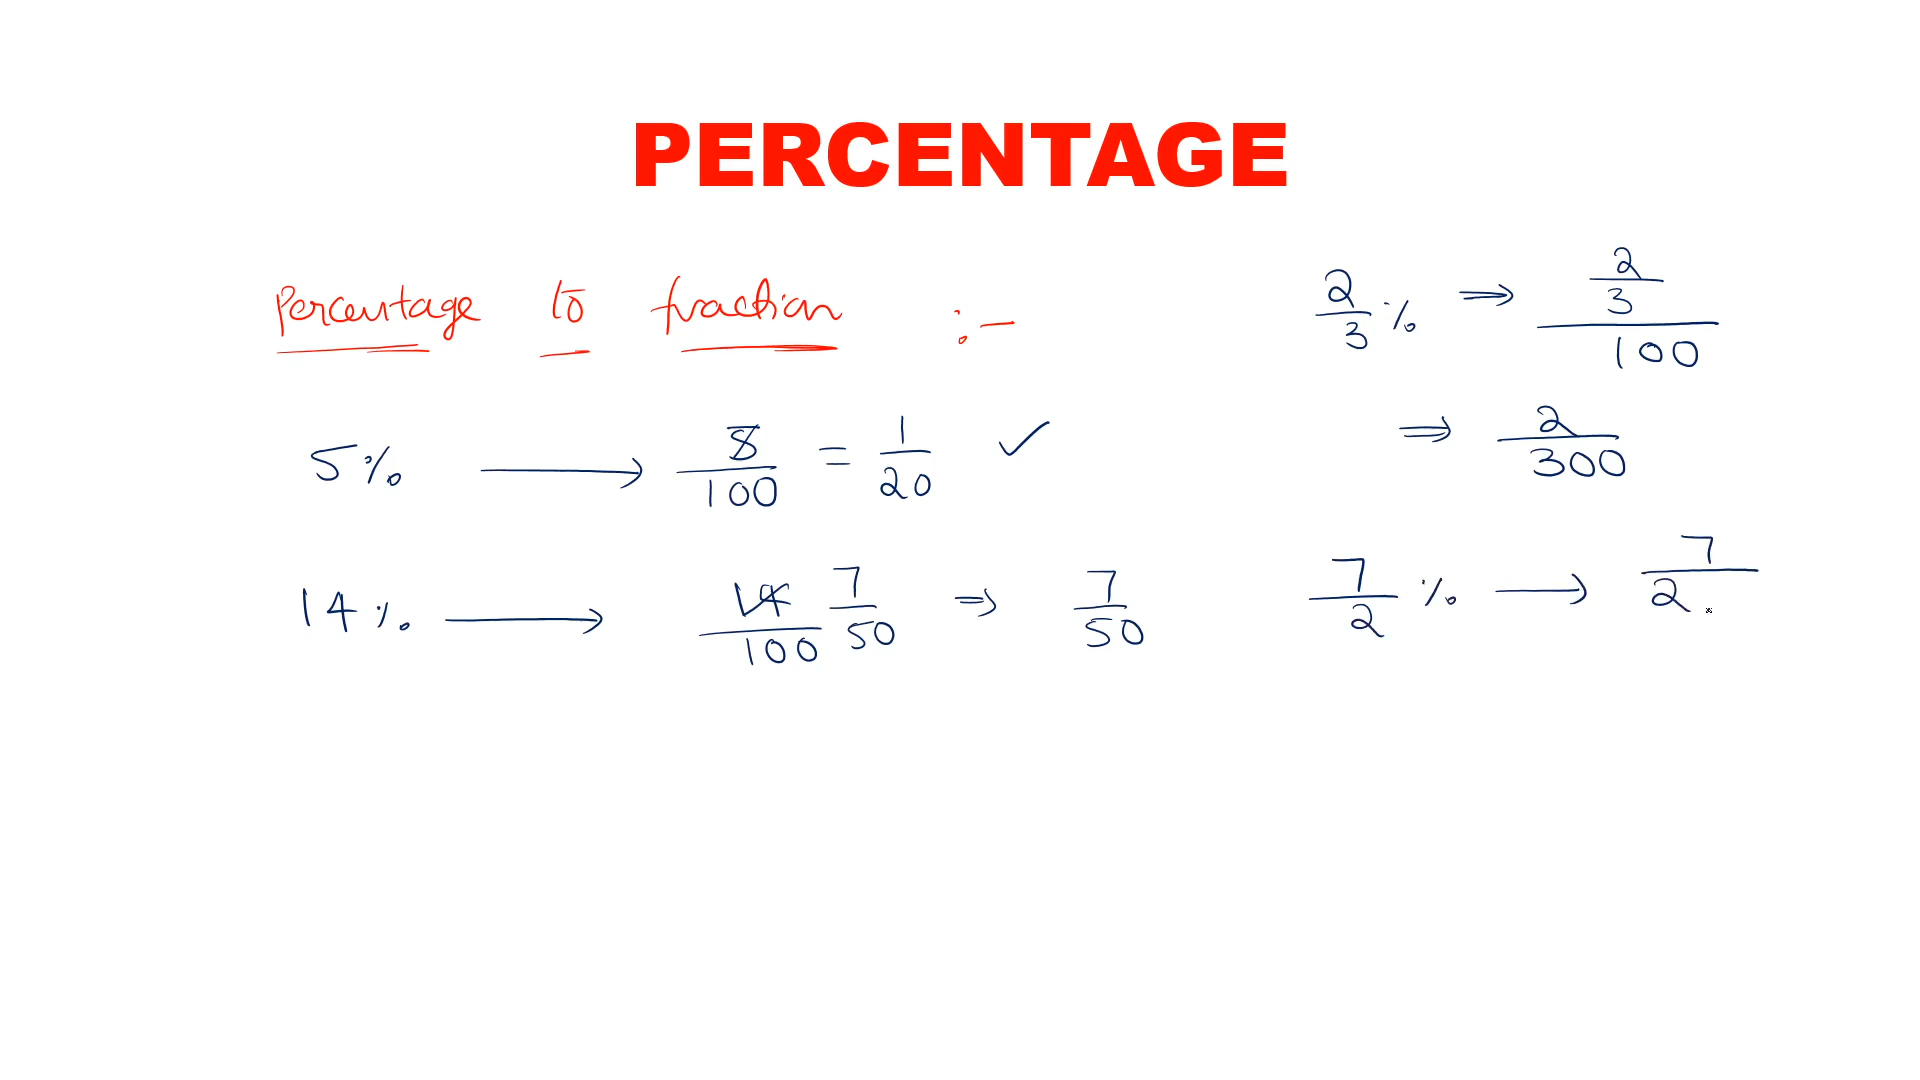 PERCENTAGE
Percentage to fraction :-
5% → 5/100 = 1/20 ✓
14% → 14/100 7/50 ⇒ 7/50
2/3 % ⇒ 2/3/100
⇒ 2/300
7/2 % → 7/2